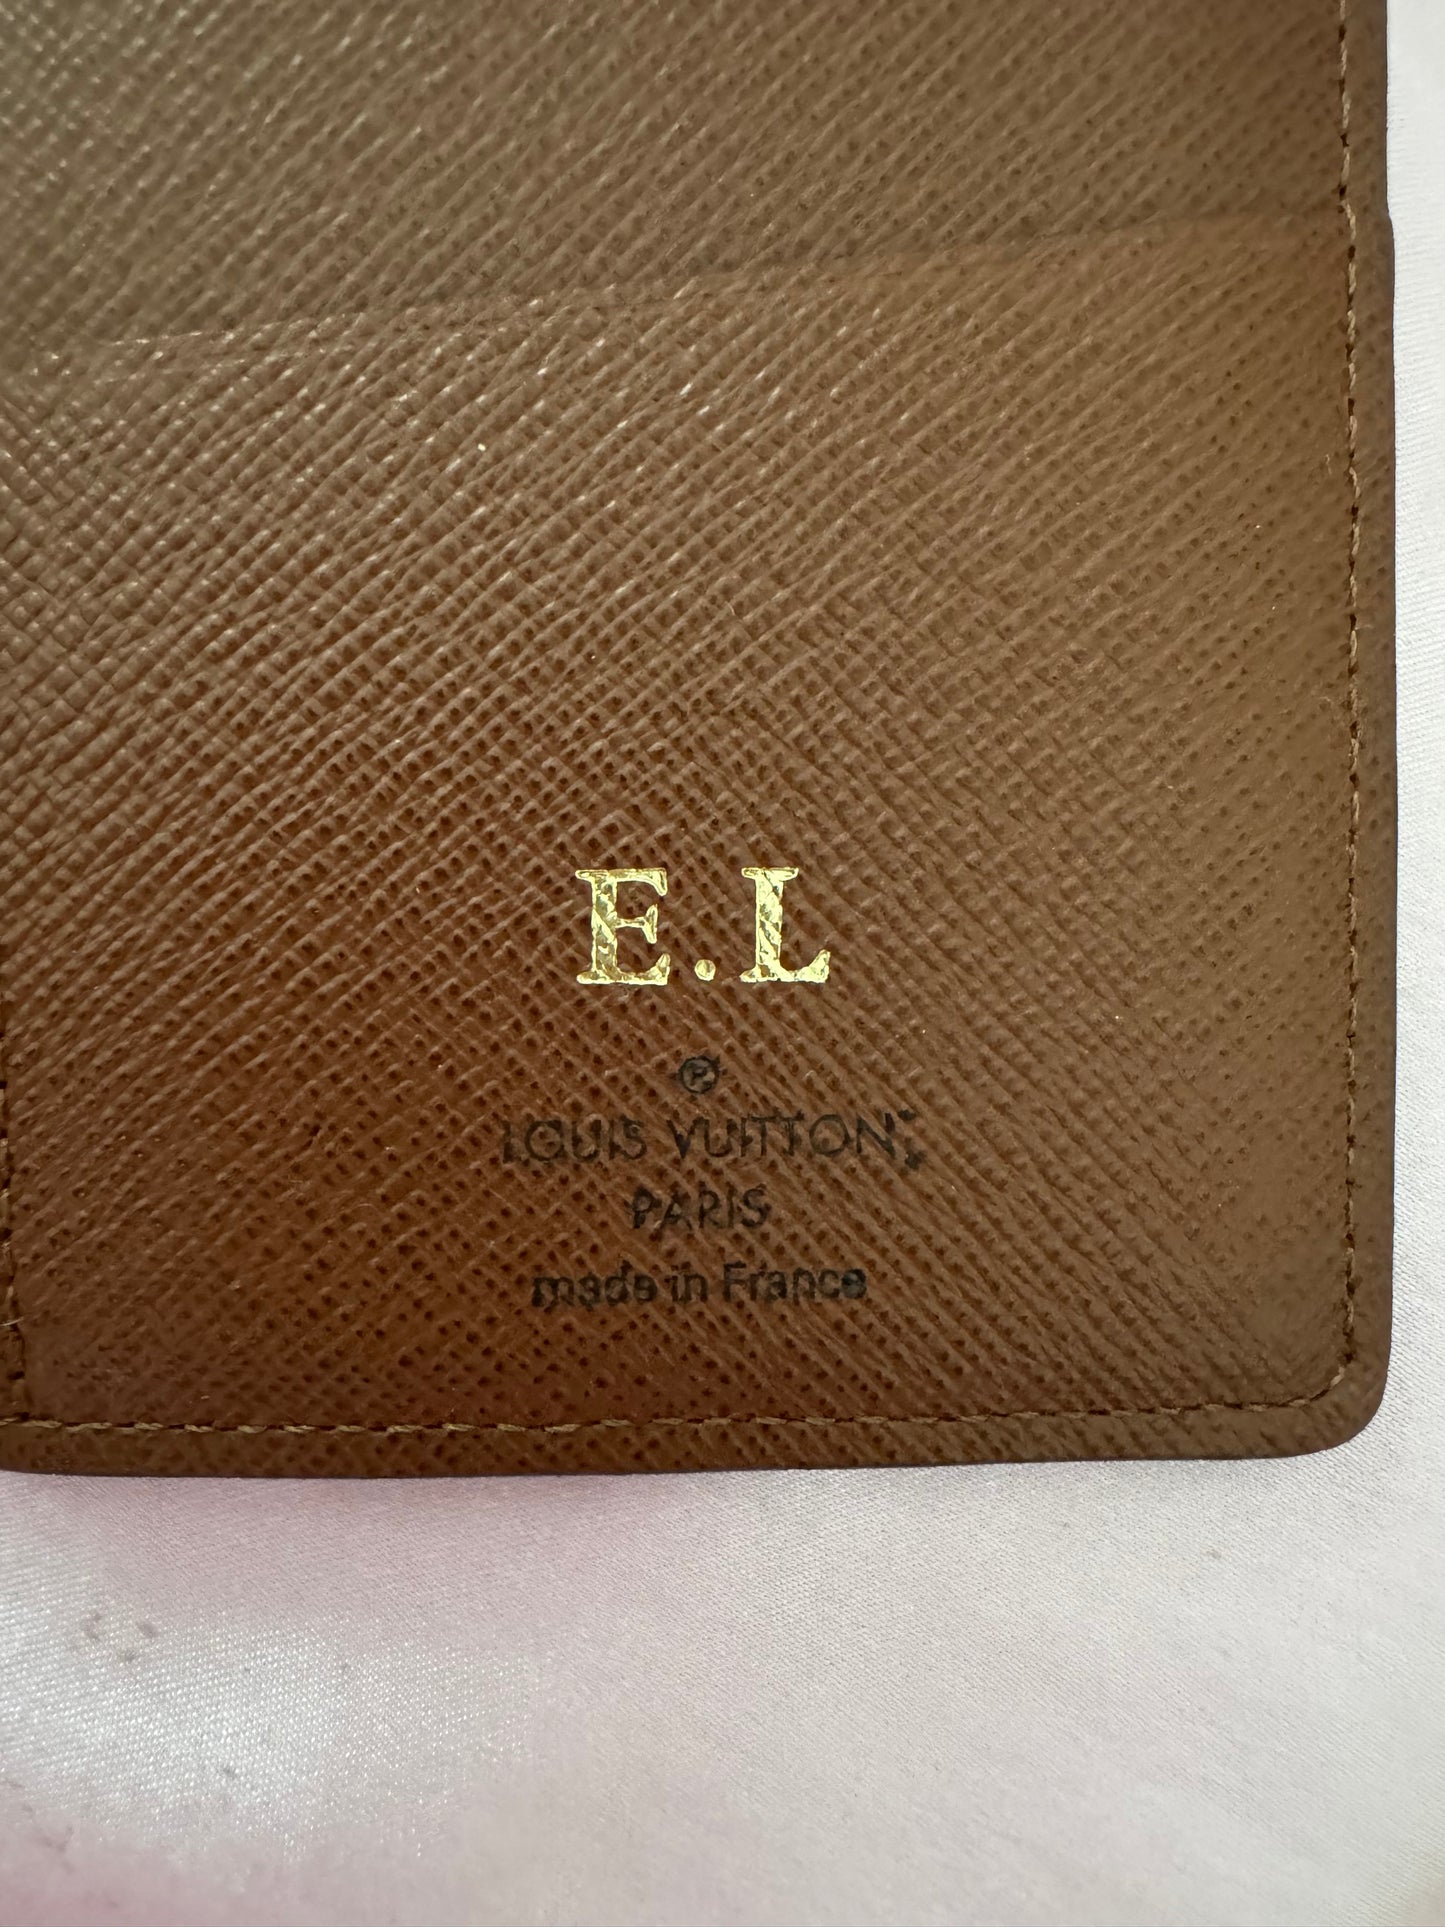 E.L
®
LOUIS VUITTON
PARIS
made in France